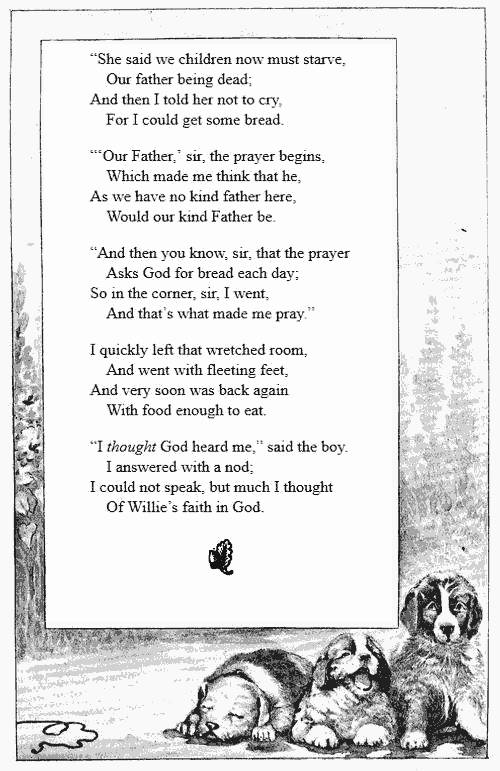 “She said we children now must starve,
Our father being dead;
And then I told her not to cry,
For I could get some bread.
“‘Our Father,’ sir, the prayer begins,
Which made me think that he,
As we have no kind father here,
Would our kind Father be.
“And then you know, sir, that the prayer
Asks God for bread each day;
So in the corner, sir, I went,
And that’s what made me pray.”
I quickly left that wretched room,
And went with fleeting feet,
And very soon was back again
With food enough to eat.
“I thought God heard me,” said the boy.
I answered with a nod;
I could not speak, but much I thought
Of Willie’s faith in God.